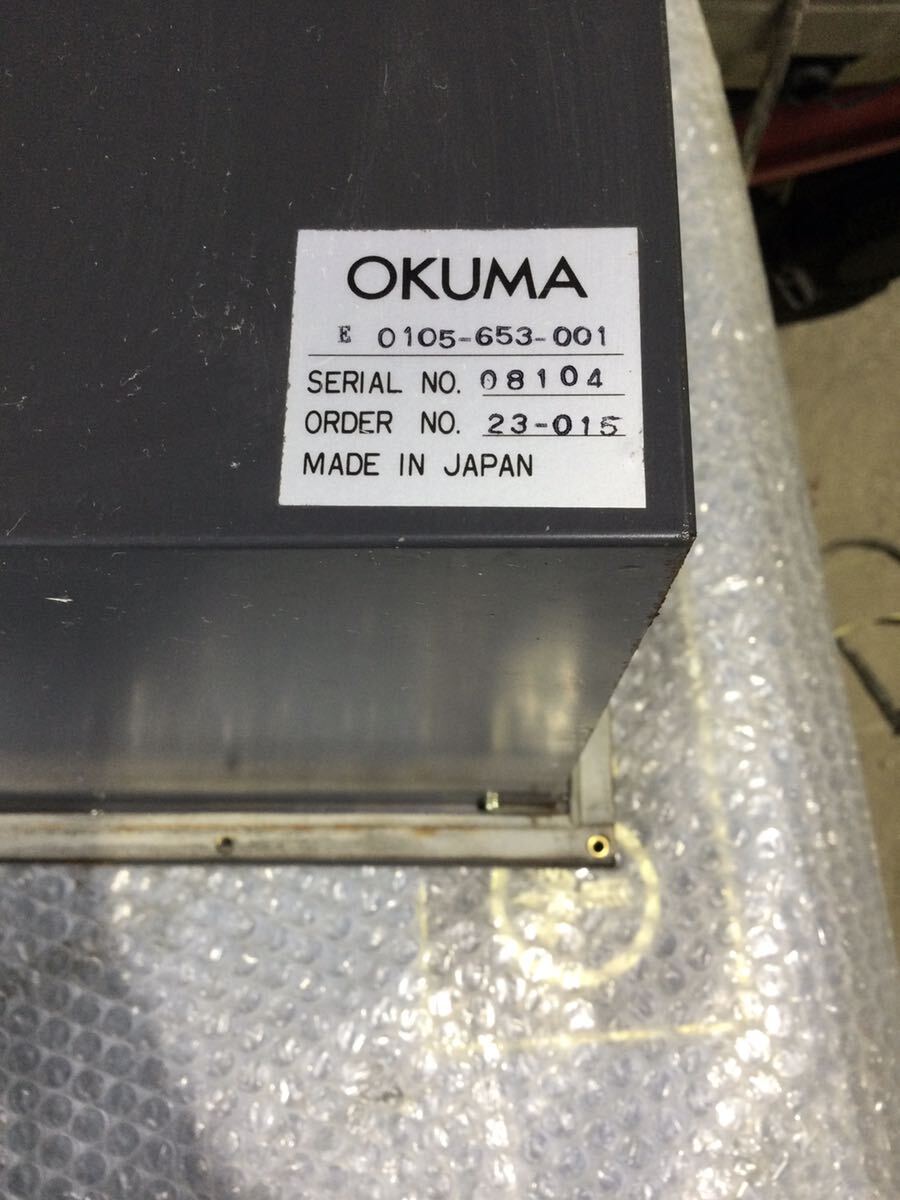 OKUMA
E 0105-653-001
SERIAL NO. 08104
ORDER NO. 23-015
MADE IN JAPAN